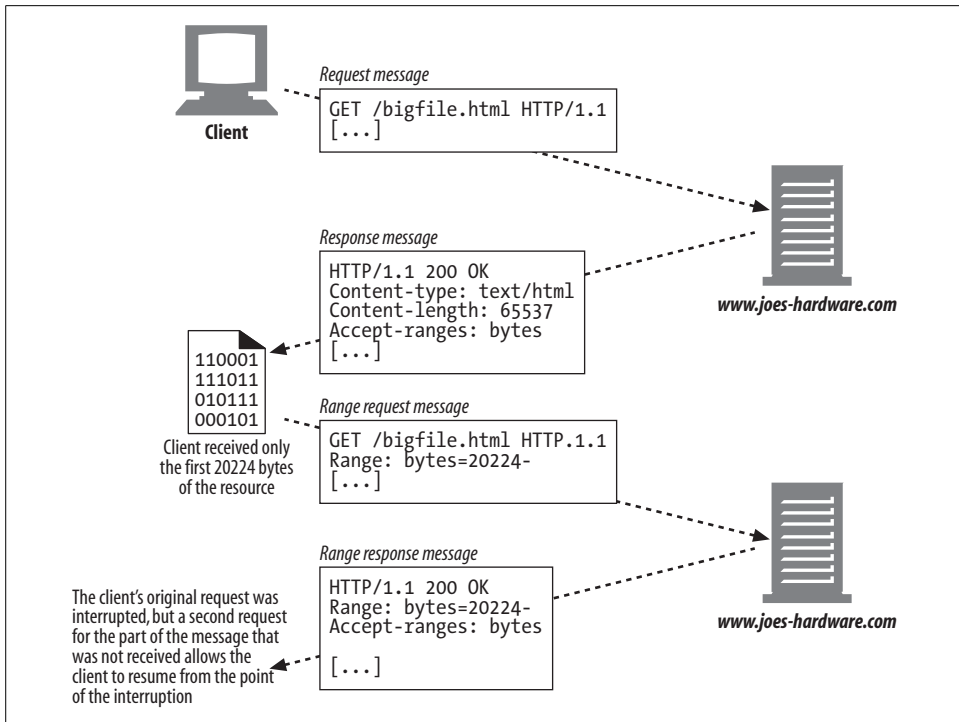 Request message
GET /bigfile.html HTTP/1.1
[...]
Client
Response message
HTTP/1.1 200 OK
Content-type: text/html
Content-length: 65537
Accept-ranges: bytes
[...]
www.joes-hardware.com
110001
111011
010111
000101
Client received only
the first 20224 bytes
of the resource
Range request message
GET /bigfile.html HTTP.1.1
Range: bytes=20224-
[...]
Range response message
HTTP/1.1 200 OK
Range: bytes=20224-
Accept-ranges: bytes
[...]
www.joes-hardware.com
The client’s original request was
interrupted, but a second request
for the part of the message that
was not received allows the
client to resume from the point
of the interruption